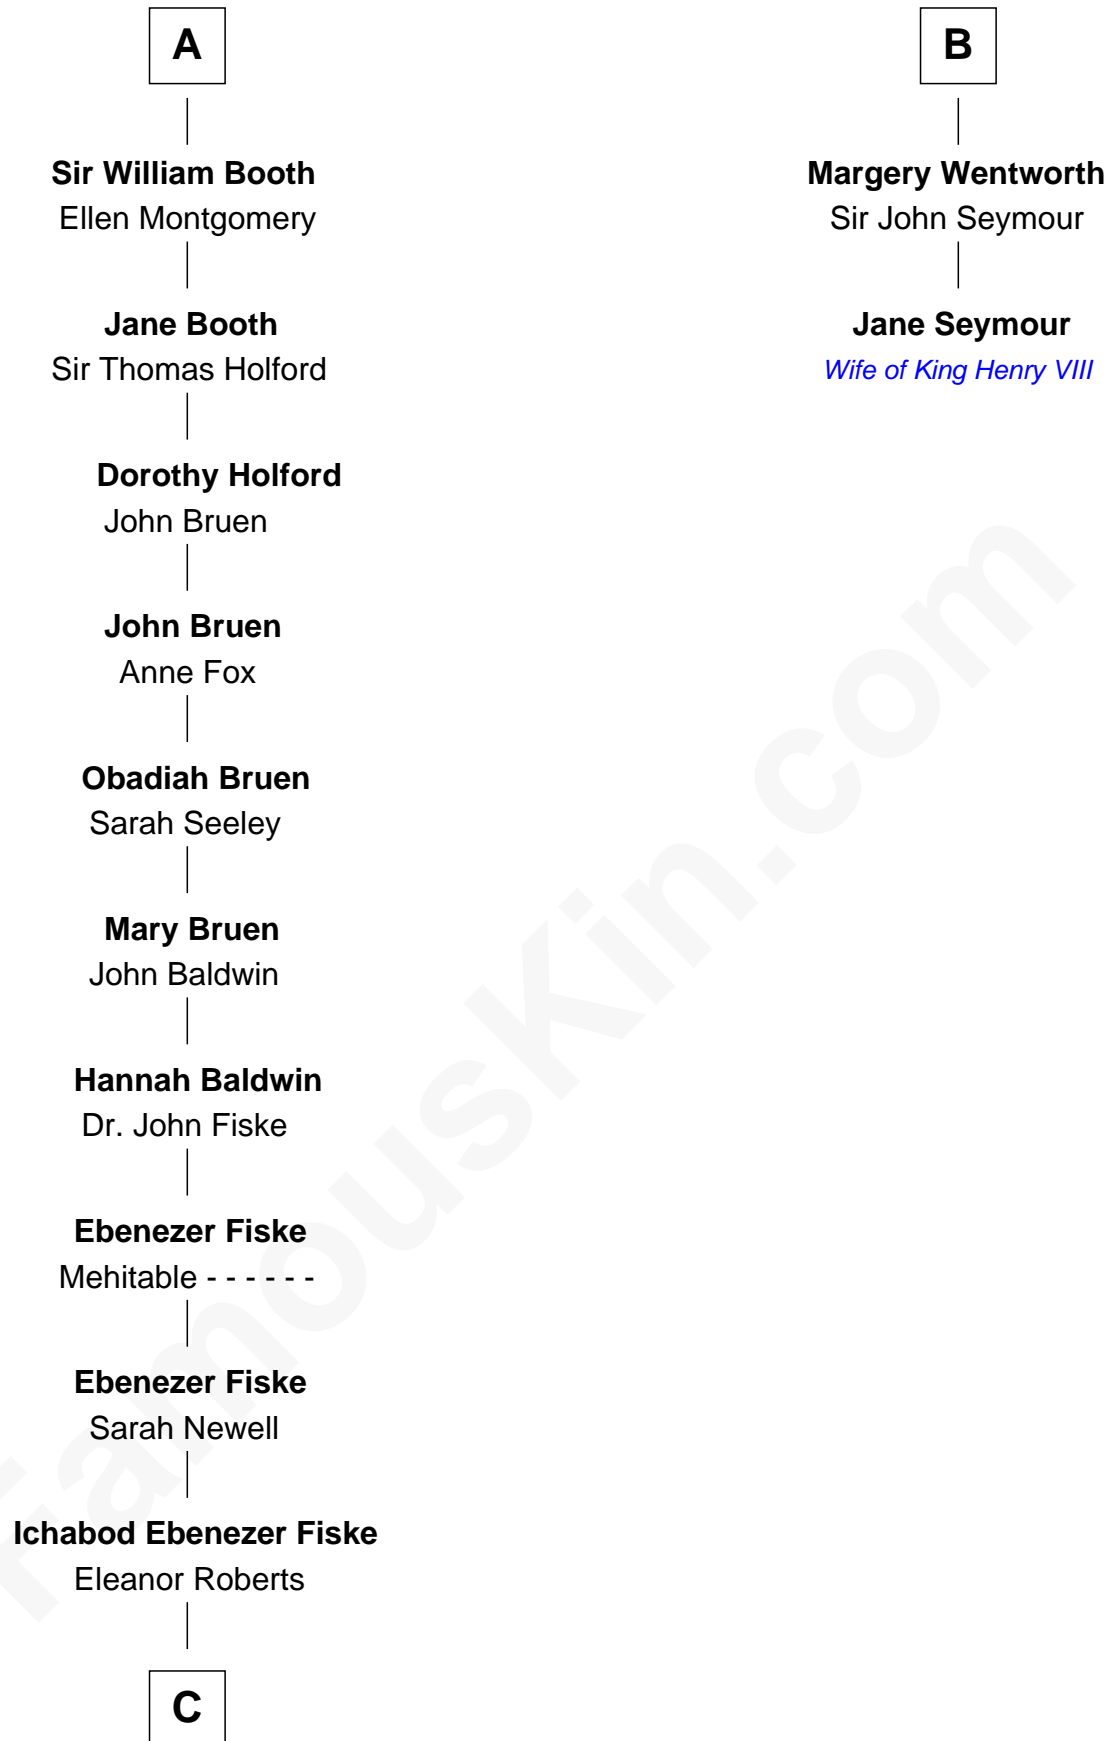 A
B
Sir William Booth
Ellen Montgomery
Margery Wentworth
Sir John Seymour
Jane Booth
Sir Thomas Holford
Jane Seymour
Wife of King Henry VIII
Dorothy Holford
John Bruen
John Bruen
Anne Fox
Obadiah Bruen
Sarah Seeley
Mary Bruen
John Baldwin
Hannah Baldwin
Dr. John Fiske
Ebenezer Fiske
Mehitable - - - - - -
Ebenezer Fiske
Sarah Newell
Ichabod Ebenezer Fiske
Eleanor Roberts
C
FamousKin.com